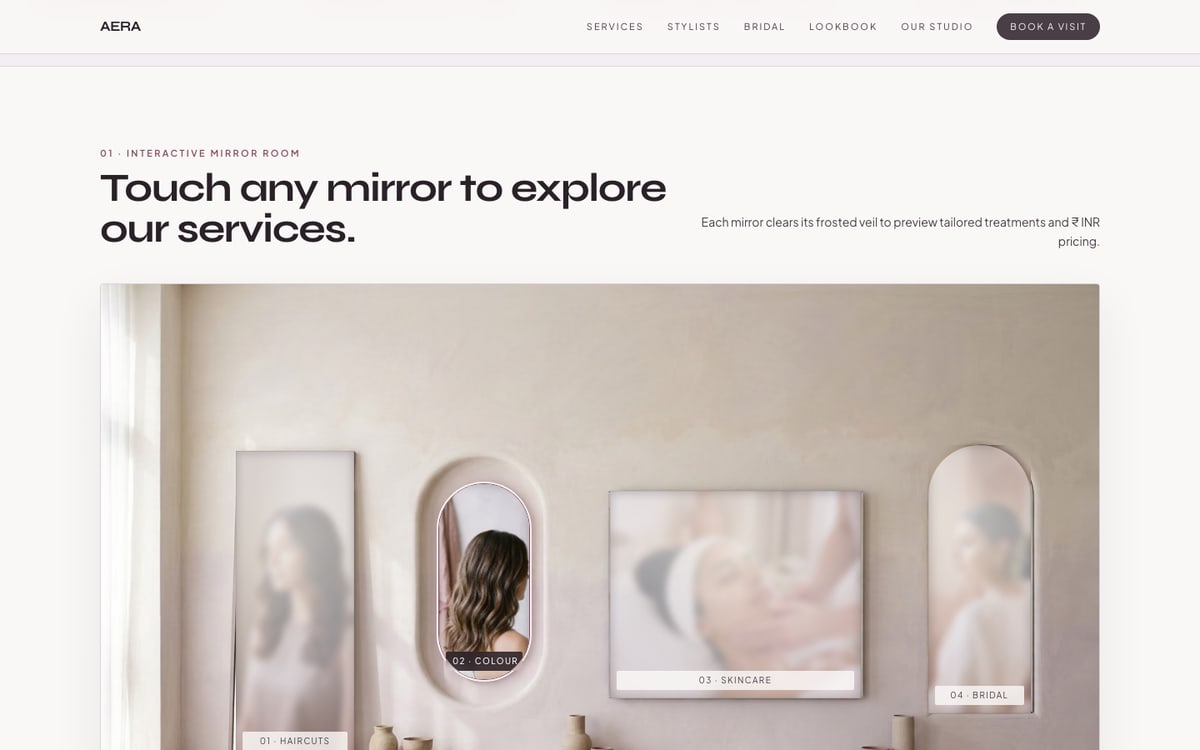 AERA
SERVICES STYLISTS BRIDAL LOOKBOOK OUR STUDIO BOOK A VISIT
01 · INTERACTIVE MIRROR ROOM
Touch any mirror to explore
our services.
Each mirror clears its frosted veil to preview tailored treatments and ₹ INR
pricing.
02 · COLOUR
03 · SKINCARE
04 · BRIDAL
01 · HAIRCUTS